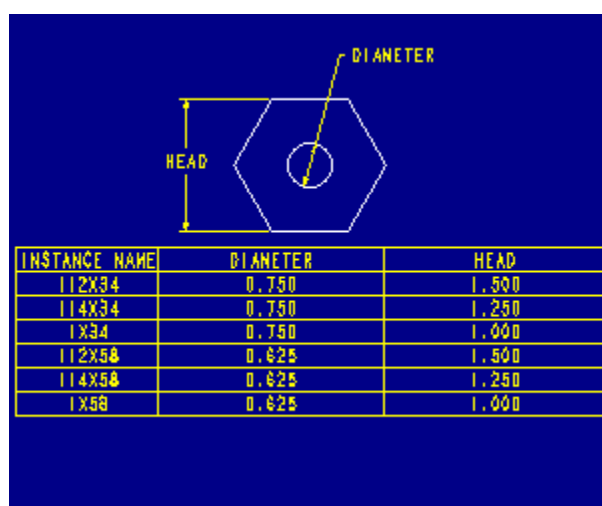 DIAMETER
HEAD
INSTANCE NAME DIAMETER HEAD
112X34 0.750 1.500
114X34 0.750 1.250
1X34 0.750 1.000
112X58 0.625 1.500
114X58 0.625 1.250
1X58 0.625 1.000